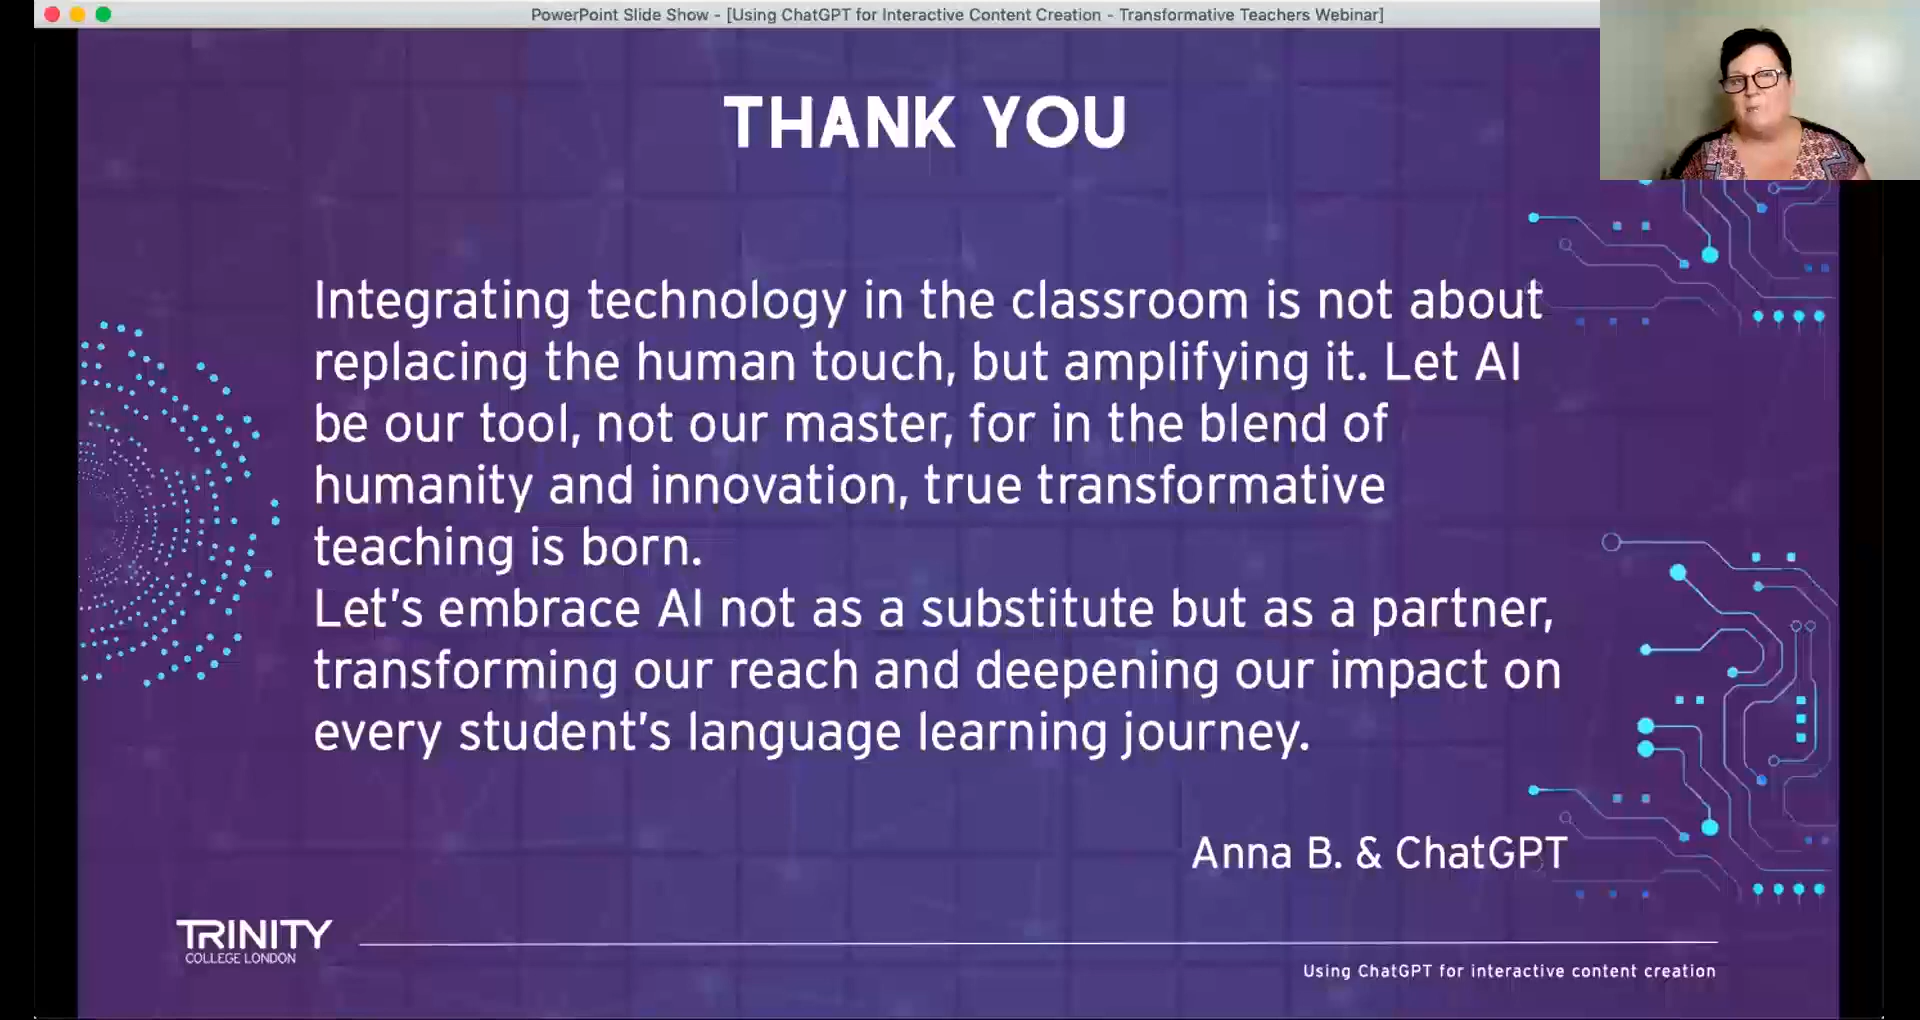 PowerPoint Slide Show - [Using ChatGPT for Interactive Content Creation - Transformative Teachers Webinar]
THANK YOU
Integrating technology in the classroom is not about
replacing the human touch, but amplifying it. Let AI
be our tool, not our master, for in the blend of
humanity and innovation, true transformative
teaching is born.
Let's embrace AI not as a substitute but as a partner,
transforming our reach and deepening our impact on
every student's language learning journey.
Anna B. & ChatGPT
TRINITY
COLLEGE LONDON
Using ChatGPT for interactive content creation